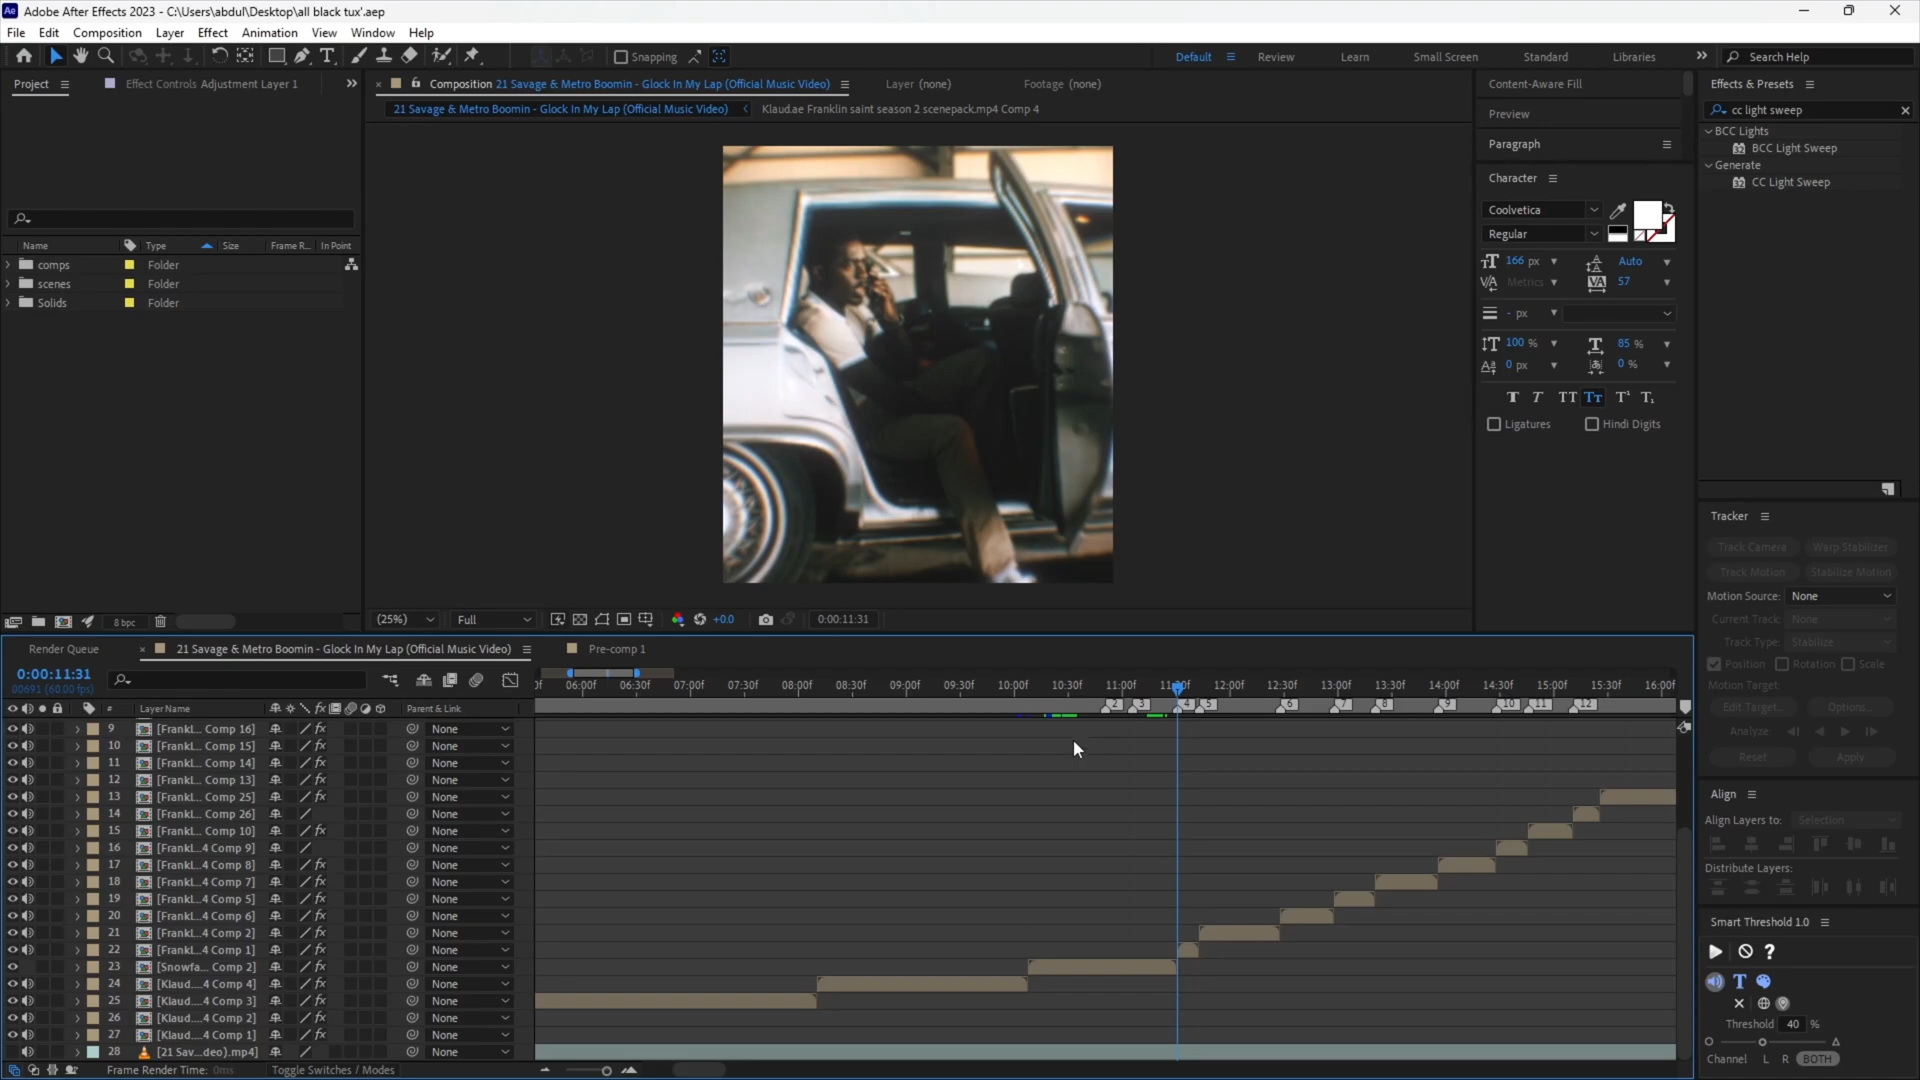 Adobe After Effects 2023 - C:\Users\abdul\Desktop\all black tux'.aep
File Edit Composition Layer Effect Animation View Window Help
Snapping
Default Review Learn Small Screen Standard Libraries Search Help
Project Effect Controls Adjustment Layer 1
Composition 21 Savage & Metro Boomin - Glock In My Lap (Official Music Video) Layer (none) Footage (none)
21 Savage & Metro Boomin - Glock In My Lap (Official Music Video) Klaud.ae Franklin saint season 2 scenepack.mp4 Comp 4
Name Type Size Frame R... In Point
comps Folder
scenes Folder
Solids Folder
8 bpc
(25%) Full +0.0 0:00:11:31
Content-Aware Fill
Preview
Paragraph
Character
Coolvetica
Regular
166 px Auto
Metrics 57
- px
100 % 85 %
0 px 0 %
T T TT Tт T¹ T₁
Ligatures Hindi Digits
Effects & Presets
cc light sweep
BCC Lights
BCC Light Sweep
Generate
CC Light Sweep
Tracker
Track Camera Warp Stabilizer
Track Motion Stabilize Motion
Motion Source: None
Current Track: None
Track Type: Stabilize
Position Rotation Scale
Motion Target:
Edit Target... Options...
Analyze:
Reset Apply
Align
Align Layers to: Selection
Distribute Layers:
Smart Threshold 1.0
Threshold 40 %
Channel L R BOTH
Render Queue 21 Savage & Metro Boomin - Glock In My Lap (Official Music Video) Pre-comp 1
0:00:11:31
00691 (60.00 fps)
06:00f 06:30f 07:00f 07:30f 08:00f 08:30f 09:00f 09:30f 10:00f 10:30f 11:00f 12:00f 12:30f 13:00f 13:30f 14:00f 14:30f 15:00f 15:30f 16:00f
# Layer Name Parent & Link
2 3 4 5 6 7 8 9 10 11 12
9 [Frankl... Comp 16] None
10 [Frankl... Comp 15] None
11 [Frankl... Comp 14] None
12 [Frankl... Comp 13] None
13 [Frankl... Comp 25] None
14 [Frankl... Comp 26] None
15 [Frankl... Comp 10] None
16 [Frankl...4 Comp 9] None
17 [Frankl...4 Comp 8] None
18 [Frankl...4 Comp 7] None
19 [Frankl...4 Comp 5] None
20 [Frankl...4 Comp 6] None
21 [Frankl...4 Comp 2] None
22 [Frankl...4 Comp 1] None
23 [Snowfa... Comp 2] None
24 [Klaud....4 Comp 4] None
25 [Klaud....4 Comp 3] None
26 [Klaud....4 Comp 2] None
27 [Klaud....4 Comp 1] None
28 [21 Sav...deo).mp4] None
Frame Render Time: 0ms Toggle Switches / Modes